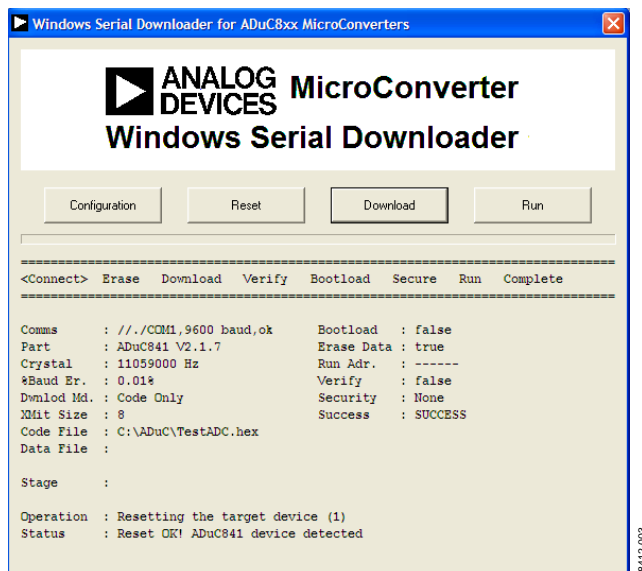 Windows Serial Downloader for ADuC8xx MicroConverters
ANALOG DEVICES MicroConverter
Windows Serial Downloader
Configuration Reset Download Run
<Connect> Erase Download Verify Bootload Secure Run Complete
Comms : //./COM1,9600 baud,ok Bootload : false
Part : ADuC841 V2.1.7 Erase Data : true
Crystal : 11059000 Hz Run Adr. : ------
%Baud Er. : 0.01% Verify : false
Dwnlod Md. : Code Only Security : None
XMit Size : 8 Success : SUCCESS
Code File : C:\ADuC\TestADC.hex
Data File :
Stage :
Operation : Resetting the target device (1)
Status : Reset OK! ADuC841 device detected